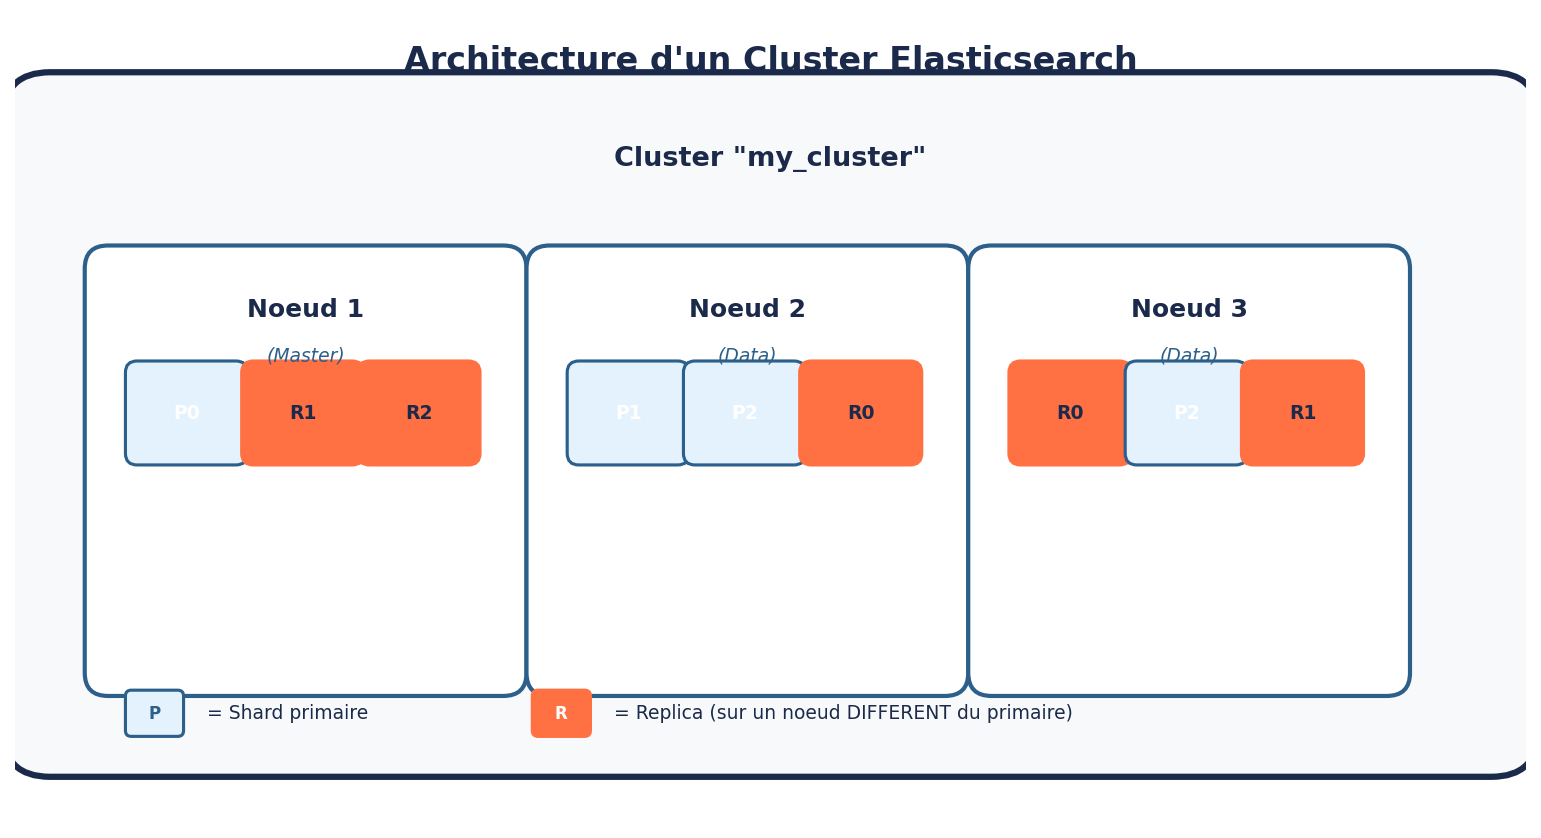 Architecture d'un Cluster Elasticsearch
Cluster "my_cluster"
Noeud 1
(Master)
P0 R1 R2
Noeud 2
(Data)
P1 P2 R0
Noeud 3
(Data)
R0 P2 R1
P = Shard primaire
R = Replica (sur un noeud DIFFERENT du primaire)